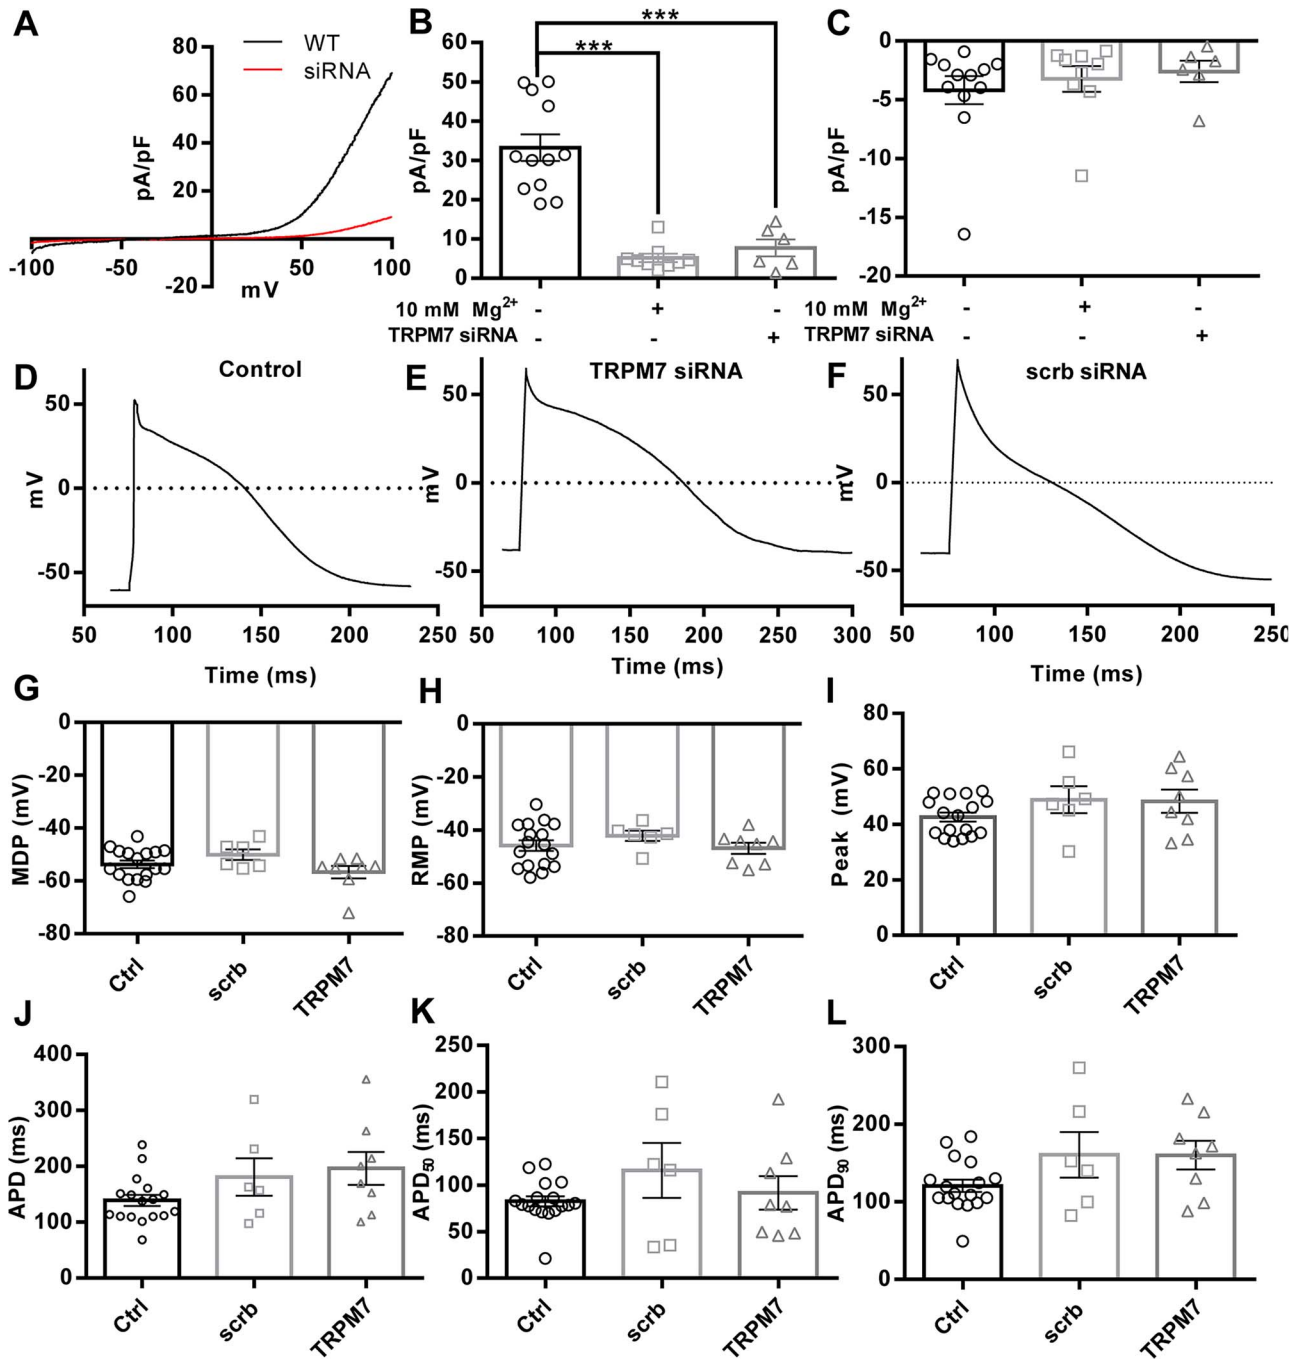 A
WT
siRNA
80
60
40
20
-20
pA/pF
-100
-50
50
100
mV
B
***
***
60
50
40
30
20
10
0
pA/pF
10 mM Mg²⁺
- + -
TRPM7 siRNA
- - +
C
0
-5
-10
-15
-20
pA/pF
10 mM Mg²⁺
- + -
TRPM7 siRNA
- - +
D
Control
50
0
-50
mV
50 100 150 200 250
Time (ms)
E
TRPM7 siRNA
50
0
-50
mV
50 100 150 200 250 300
Time (ms)
F
scrb siRNA
50
0
-50
mV
50 100 150 200 250
Time (ms)
G
0
-20
-40
-60
-80
MDP (mV)
Ctrl
scrb
TRPM7
H
0
-20
-40
-60
-80
RMP (mV)
Ctrl
scrb
TRPM7
I
80
60
40
20
0
Peak (mV)
Ctrl
scrb
TRPM7
J
400
300
200
100
0
APD (ms)
Ctrl
scrb
TRPM7
K
250
200
150
100
50
0
APD₅₀ (ms)
Ctrl
scrb
TRPM7
L
300
200
100
0
APD₉₀ (ms)
Ctrl
scrb
TRPM7